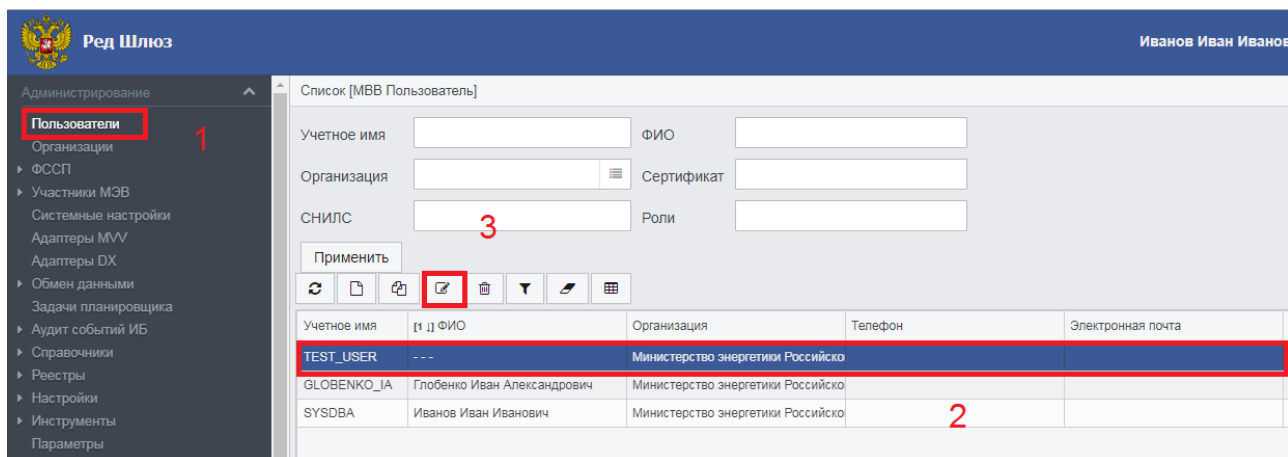 Ред Шлюз
Иванов Иван Иванов
Администрирование
Пользователи
1
Организации
ФССП
Участники МЭВ
Системные настройки
Адаптеры MVV
Адаптеры DX
Обмен данными
Задачи планировщика
Аудит событий ИБ
Справочники
Реестры
Настройки
Инструменты
Параметры
Список [МВВ Пользователь]
Учетное имя ФИО
Организация Сертификат
СНИЛС Роли
3
Применить
Учетное имя [1 ↓] ФИО Организация Телефон Электронная почта
TEST_USER - - - Министерство энергетики Российско
GLOBENKO_IA Глобенко Иван Александрович Министерство энергетики Российско
SYSDBA Иванов Иван Иванович Министерство энергетики Российско
2